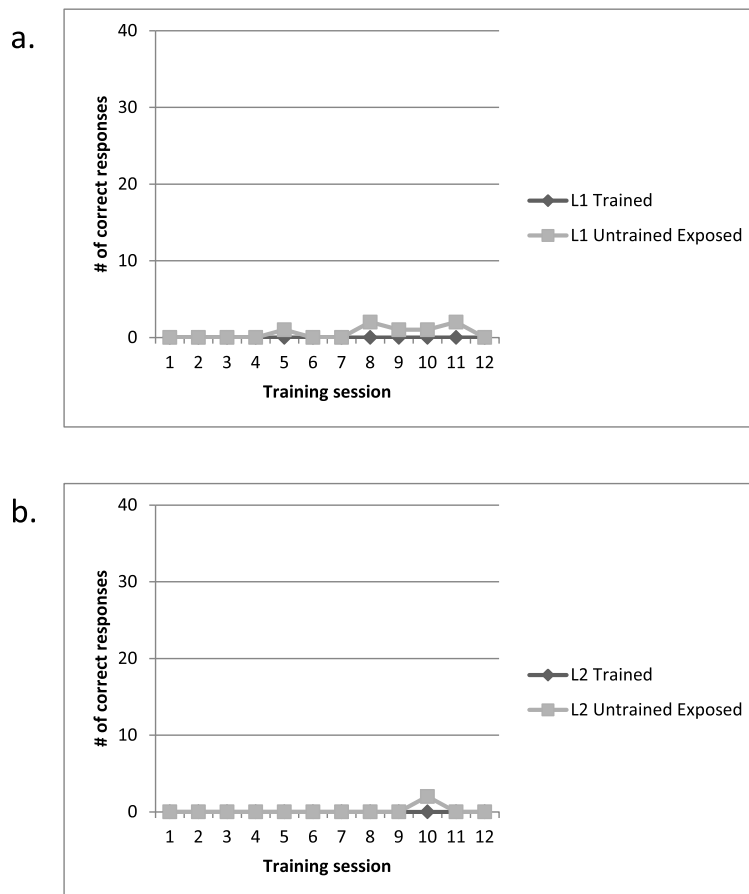 a.
40
30
20
10
0
# of correct responses
1 2 3 4 5 6 7 8 9 10 11 12
Training session
L1 Trained
L1 Untrained Exposed
b.
40
30
20
10
0
# of correct responses
1 2 3 4 5 6 7 8 9 10 11 12
Training session
L2 Trained
L2 Untrained Exposed